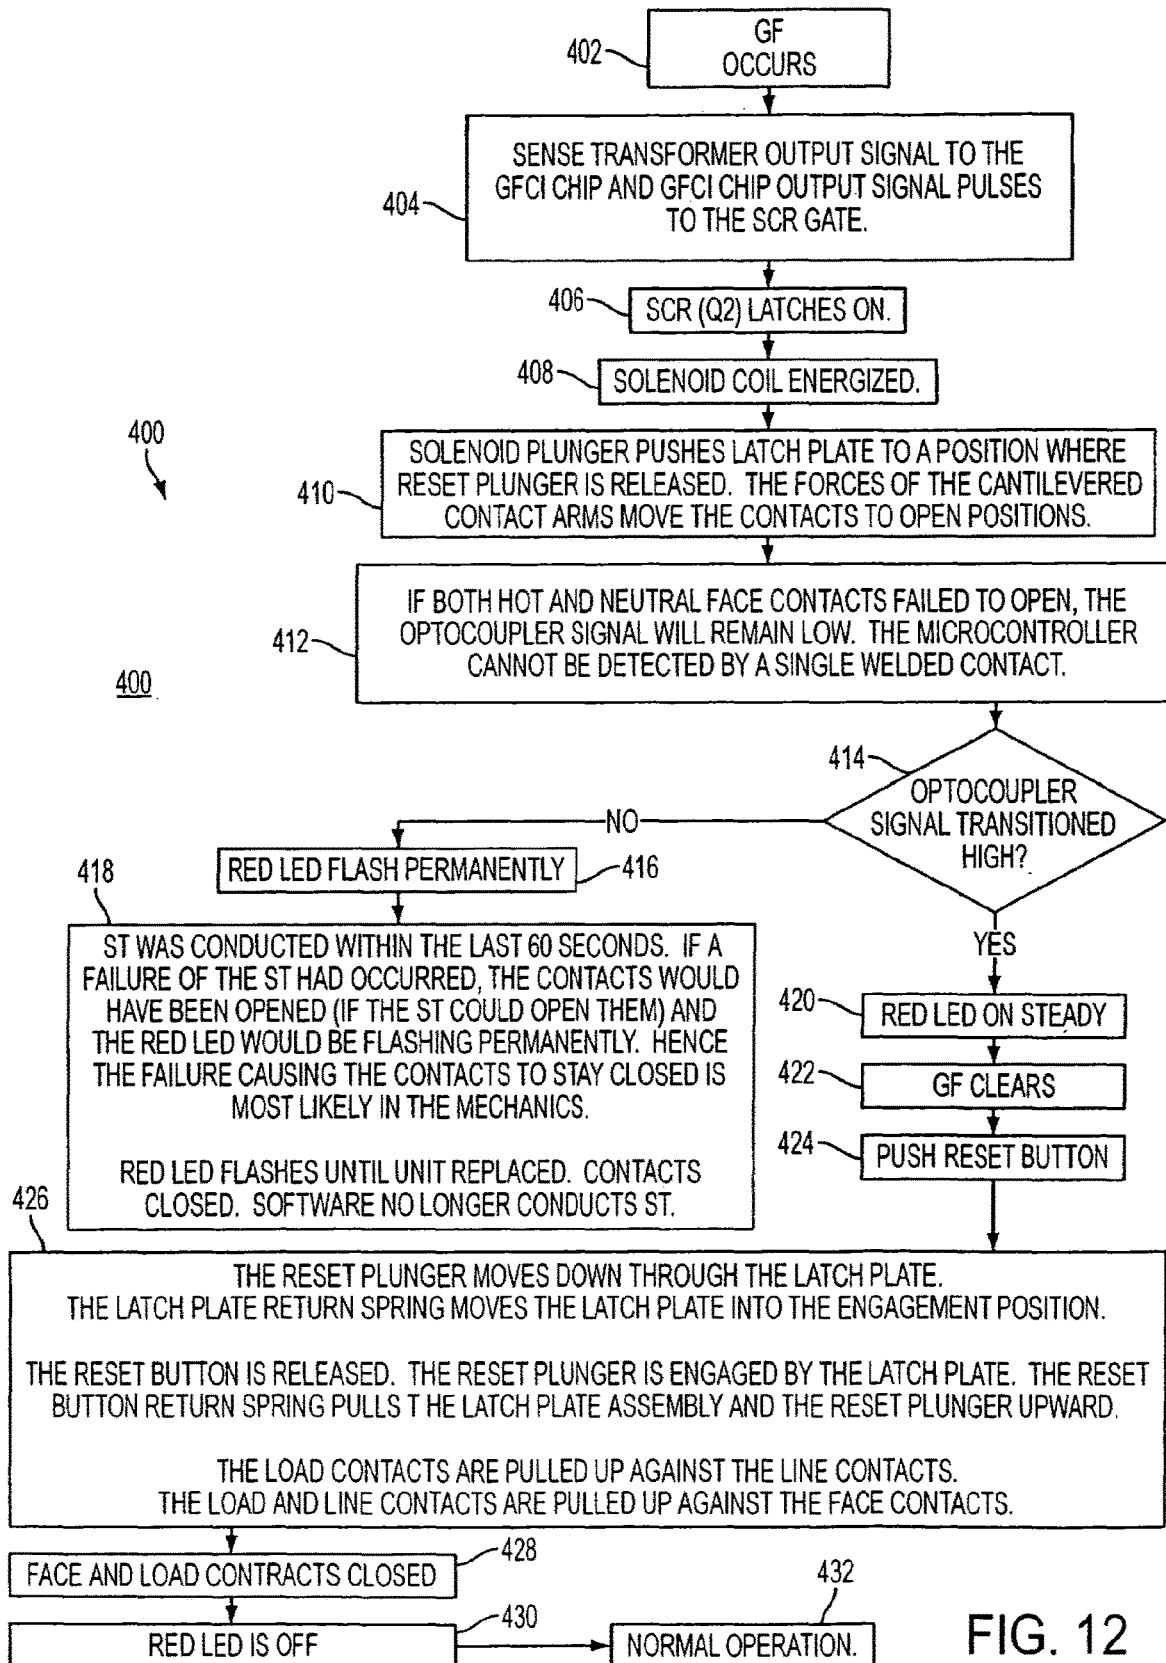 GF
OCCURS
402
SENSE TRANSFORMER OUTPUT SIGNAL TO THE
GFCI CHIP AND GFCI CHIP OUTPUT SIGNAL PULSES
TO THE SCR GATE.
404
406
SCR (Q2) LATCHES ON.
408
SOLENOID COIL ENERGIZED.
400
SOLENOID PLUNGER PUSHES LATCH PLATE TO A POSITION WHERE
RESET PLUNGER IS RELEASED. THE FORCES OF THE CANTILEVERED
CONTACT ARMS MOVE THE CONTACTS TO OPEN POSITIONS.
410
IF BOTH HOT AND NEUTRAL FACE CONTACTS FAILED TO OPEN, THE
OPTOCOUPLER SIGNAL WILL REMAIN LOW. THE MICROCONTROLLER
CANNOT BE DETECTED BY A SINGLE WELDED CONTACT.
412
400
414
OPTOCOUPLER
SIGNAL TRANSITIONED
HIGH?
NO
RED LED FLASH PERMANENTLY
416
418
ST WAS CONDUCTED WITHIN THE LAST 60 SECONDS. IF A
FAILURE OF THE ST HAD OCCURRED, THE CONTACTS WOULD
HAVE BEEN OPENED (IF THE ST COULD OPEN THEM) AND
THE RED LED WOULD BE FLASHING PERMANENTLY. HENCE
THE FAILURE CAUSING THE CONTACTS TO STAY CLOSED IS
MOST LIKELY IN THE MECHANICS.
RED LED FLASHES UNTIL UNIT REPLACED. CONTACTS
CLOSED. SOFTWARE NO LONGER CONDUCTS ST.
YES
420
RED LED ON STEADY
422
GF CLEARS
424
PUSH RESET BUTTON
426
THE RESET PLUNGER MOVES DOWN THROUGH THE LATCH PLATE.
THE LATCH PLATE RETURN SPRING MOVES THE LATCH PLATE INTO THE ENGAGEMENT POSITION.
THE RESET BUTTON IS RELEASED. THE RESET PLUNGER IS ENGAGED BY THE LATCH PLATE. THE RESET
BUTTON RETURN SPRING PULLS T HE LATCH PLATE ASSEMBLY AND THE RESET PLUNGER UPWARD.
THE LOAD CONTACTS ARE PULLED UP AGAINST THE LINE CONTACTS.
THE LOAD AND LINE CONTACTS ARE PULLED UP AGAINST THE FACE CONTACTS.
FACE AND LOAD CONTRACTS CLOSED
428
RED LED IS OFF
430
432
NORMAL OPERATION.
FIG. 12